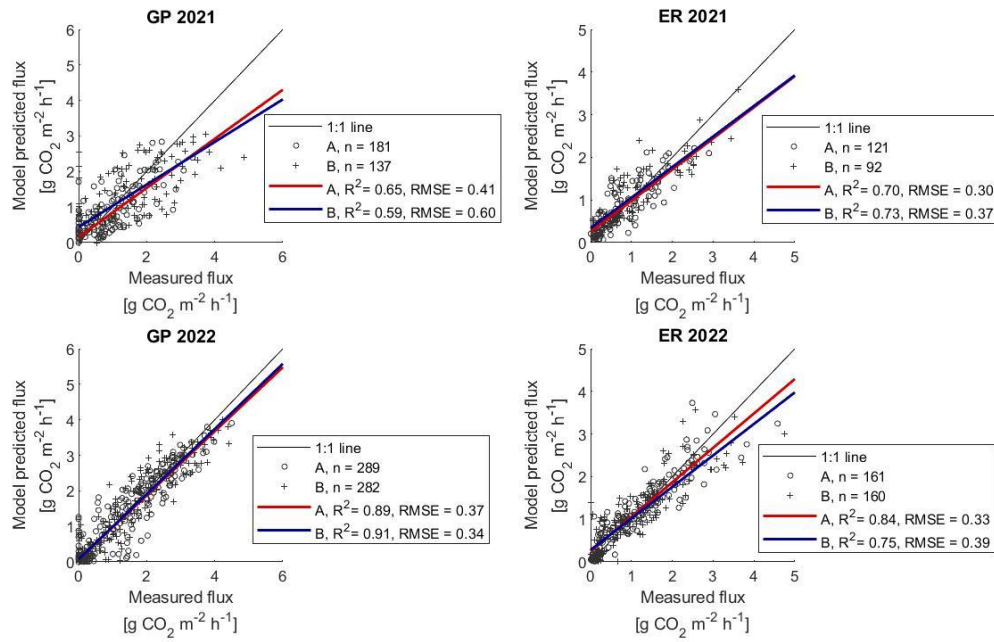 GP 2021
6
5
4
3
2
1
0
Model predicted flux
[g CO2 m-2 h-1]
0 2 4 6
Measured flux
[g CO2 m-2 h-1]
1:1 line
A, n = 181
B, n = 137
A, R2= 0.65, RMSE = 0.41
B, R2= 0.59, RMSE = 0.60
ER 2021
5
4
3
2
1
0
Model predicted flux
[g CO2 m-2 h-1]
0 1 2 3 4 5
Measured flux
[g CO2 m-2 h-1]
1:1 line
A, n = 121
B, n = 92
A, R2= 0.70, RMSE = 0.30
B, R2= 0.73, RMSE = 0.37
GP 2022
6
5
4
3
2
1
0
Model predicted flux
[g CO2 m-2 h-1]
0 2 4 6
Measured flux
[g CO2 m-2 h-1]
1:1 line
A, n = 289
B, n = 282
A, R2= 0.89, RMSE = 0.37
B, R2= 0.91, RMSE = 0.34
ER 2022
5
4
3
2
1
0
Model predicted flux
[g CO2 m-2 h-1]
0 1 2 3 4 5
Measured flux
[g CO2 m-2 h-1]
1:1 line
A, n = 161
B, n = 160
A, R2= 0.84, RMSE = 0.33
B, R2= 0.75, RMSE = 0.39